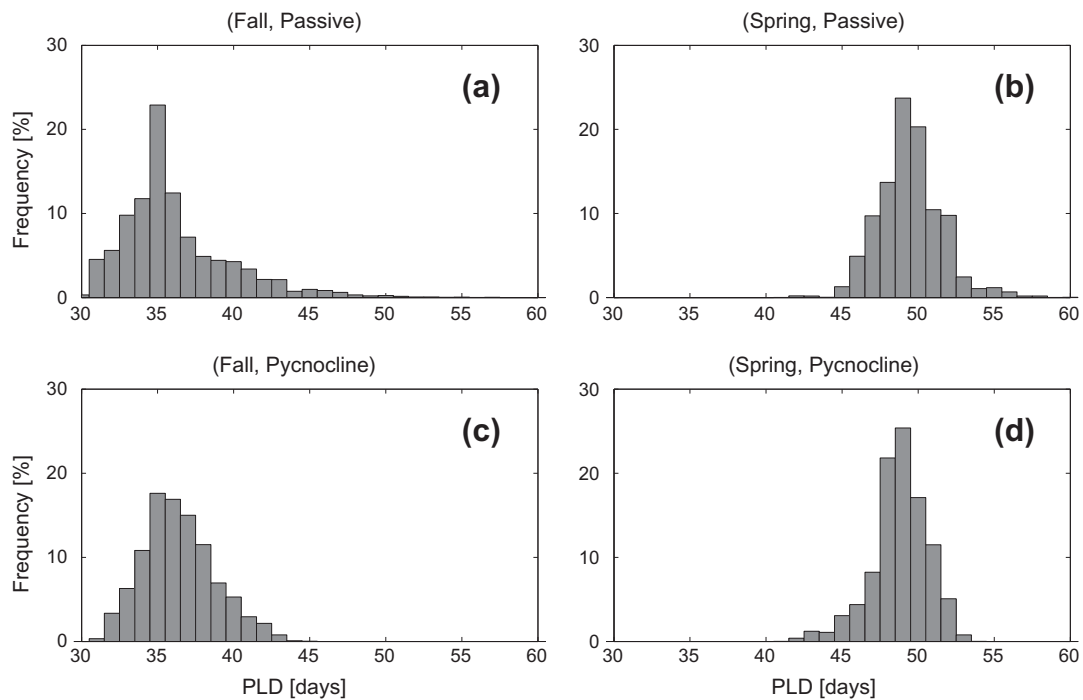 (Fall, Passive)
(a)
Frequency [%]
30
20
10
0
30 35 40 45 50 55 60
(Spring, Passive)
(b)
30
20
10
0
30 35 40 45 50 55 60
(Fall, Pycnocline)
(c)
Frequency [%]
30
20
10
0
30 35 40 45 50 55 60
PLD [days]
(Spring, Pycnocline)
(d)
30
20
10
0
30 35 40 45 50 55 60
PLD [days]